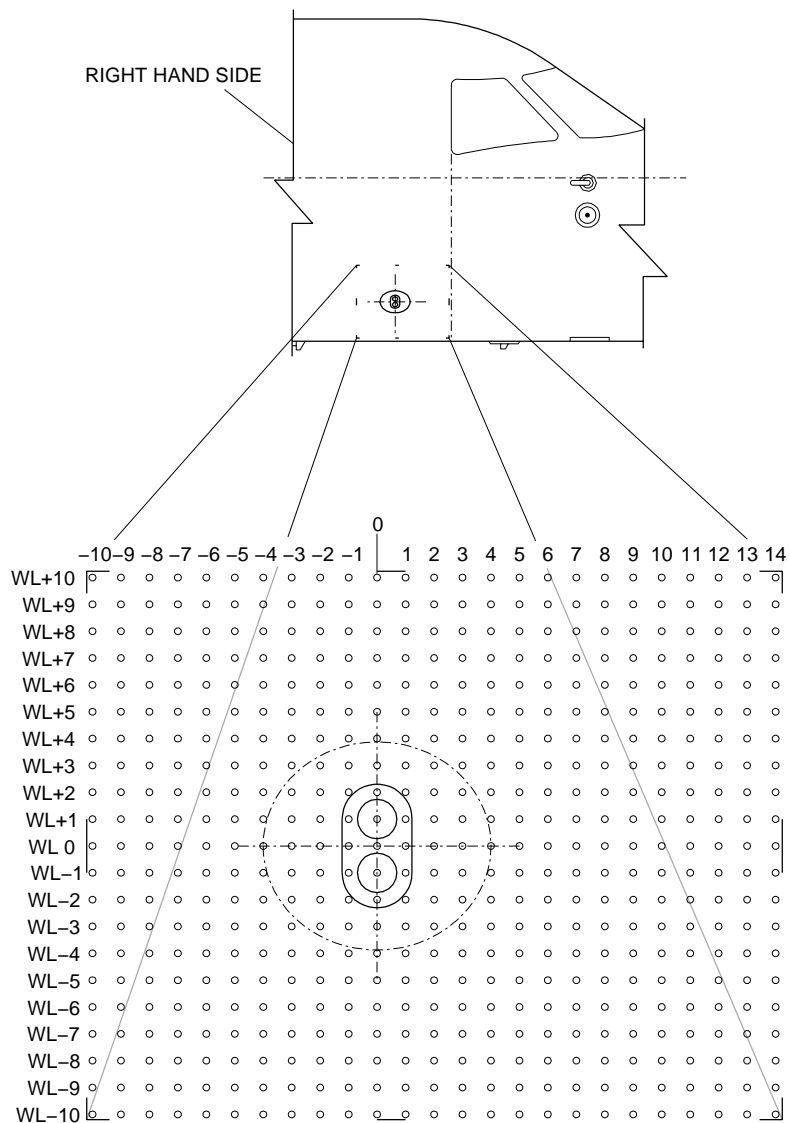 RIGHT HAND SIDE
0
−10 −9 −8 −7 −6 −5 −4 −3 −2 −1 1 2 3 4 5 6 7 8 9 10 11 12 13 14
WL+10
WL+9
WL+8
WL+7
WL+6
WL+5
WL+4
WL+3
WL+2
WL+1
WL 0
WL−1
WL−2
WL−3
WL−4
WL−5
WL−6
WL−7
WL−8
WL−9
WL−10